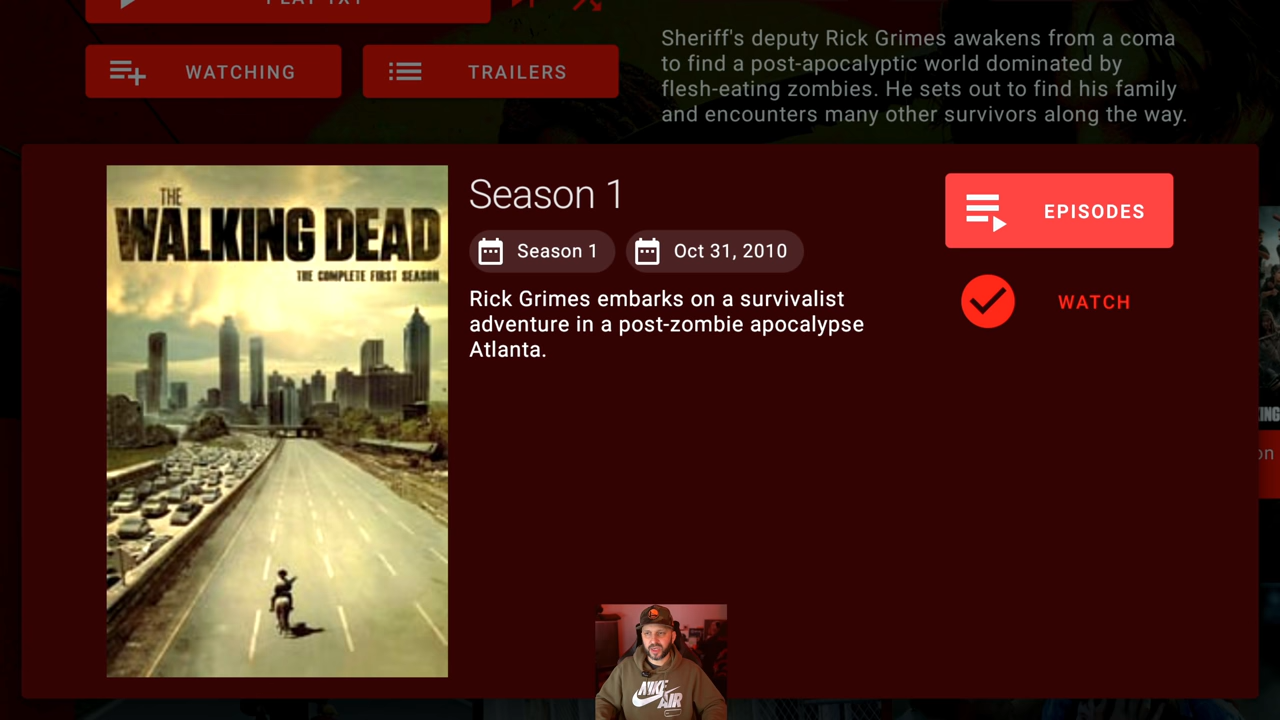 WATCHING
TRAILERS
Sheriff's deputy Rick Grimes awakens from a coma
to find a post-apocalyptic world dominated by
flesh-eating zombies. He sets out to find his family
and encounters many other survivors along the way.
THE
WALKING DEAD
THE COMPLETE FIRST SEASON
Season 1
Season 1
Oct 31, 2010
Rick Grimes embarks on a survivalist
adventure in a post-zombie apocalypse
Atlanta.
EPISODES
WATCH
NIKE
AIR